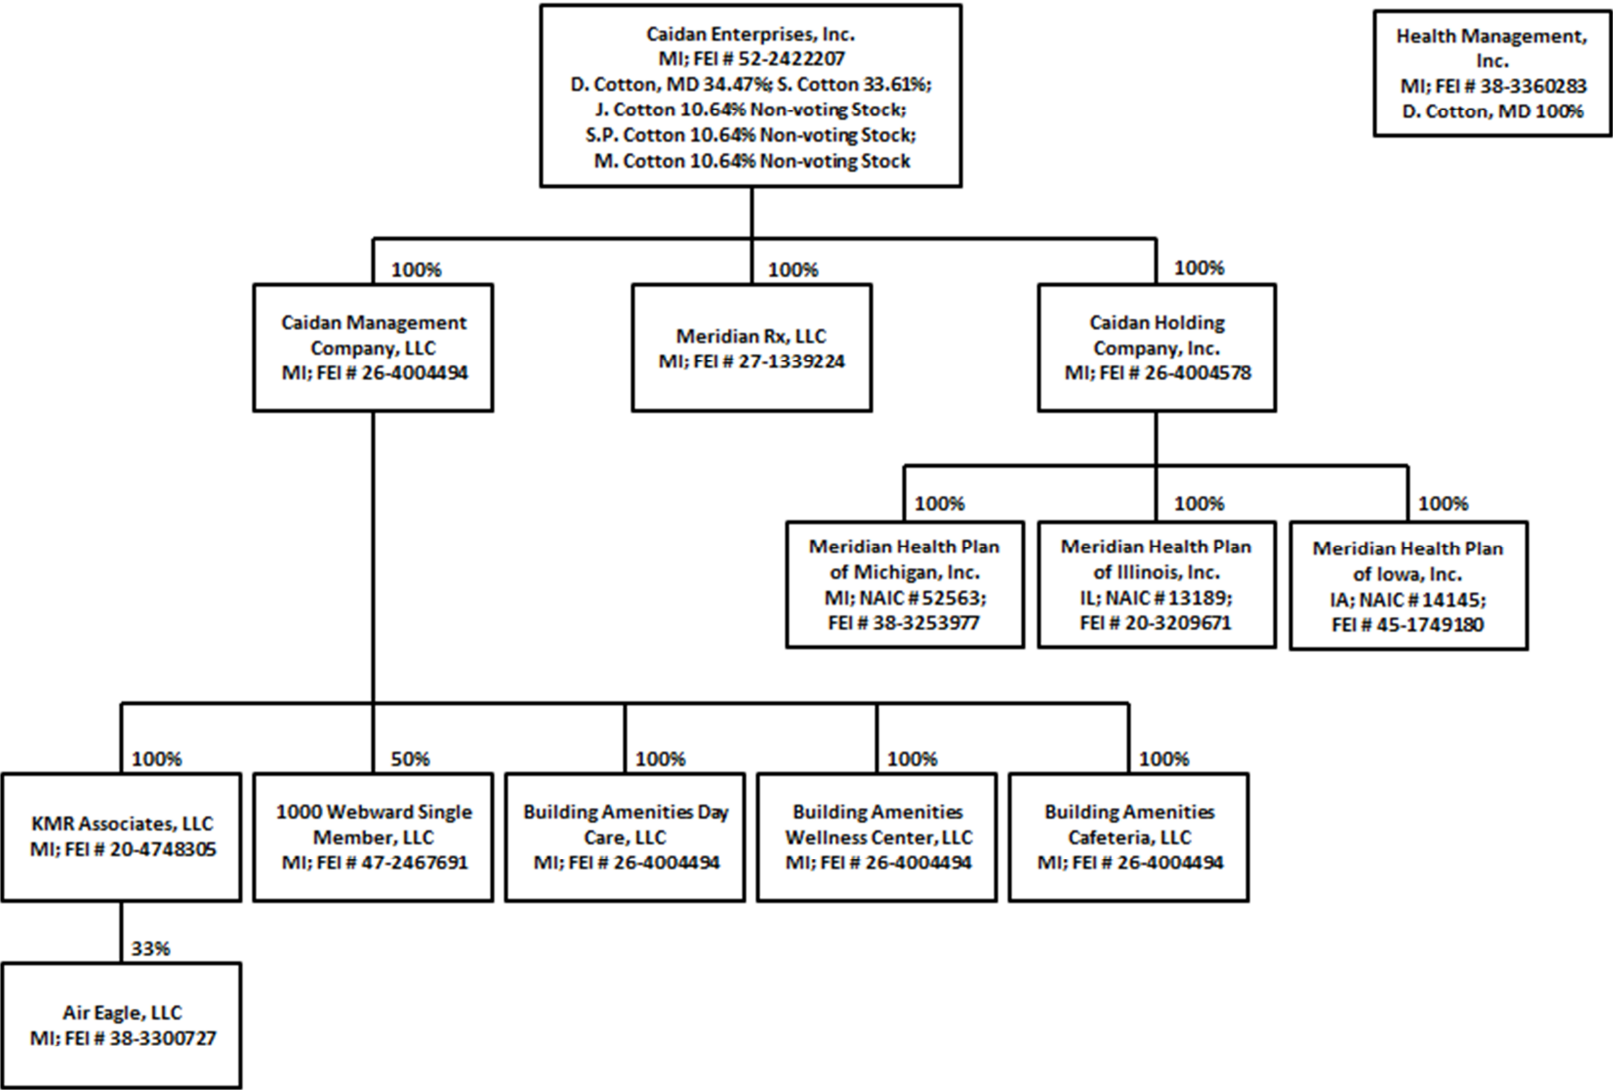 Caidan Enterprises, Inc.
MI; FEI # 52-2422207
D. Cotton, MD 34.47%; S. Cotton 33.61%;
J. Cotton 10.64% Non-voting Stock;
S.P. Cotton 10.64% Non-voting Stock;
M. Cotton 10.64% Non-voting Stock
Health Management,
Inc.
MI; FEI # 38-3360283
D. Cotton, MD 100%
100%
Caidan Management
Company, LLC
MI; FEI # 26-4004494
100%
Meridian Rx, LLC
MI; FEI # 27-1339224
100%
Caidan Holding
Company, Inc.
MI; FEI # 26-4004578
100%
Meridian Health Plan
of Michigan, Inc.
MI; NAIC # 52563;
FEI # 38-3253977
100%
Meridian Health Plan
of Illinois, Inc.
IL; NAIC # 13189;
FEI # 20-3209671
100%
Meridian Health Plan
of Iowa, Inc.
IA; NAIC # 14145;
FEI # 45-1749180
100%
KMR Associates, LLC
MI; FEI # 20-4748305
50%
1000 Webward Single
Member, LLC
MI; FEI # 47-2467691
100%
Building Amenities Day
Care, LLC
MI; FEI # 26-4004494
100%
Building Amenities
Wellness Center, LLC
MI; FEI # 26-4004494
100%
Building Amenities
Cafeteria, LLC
MI; FEI # 26-4004494
33%
Air Eagle, LLC
MI; FEI # 38-3300727